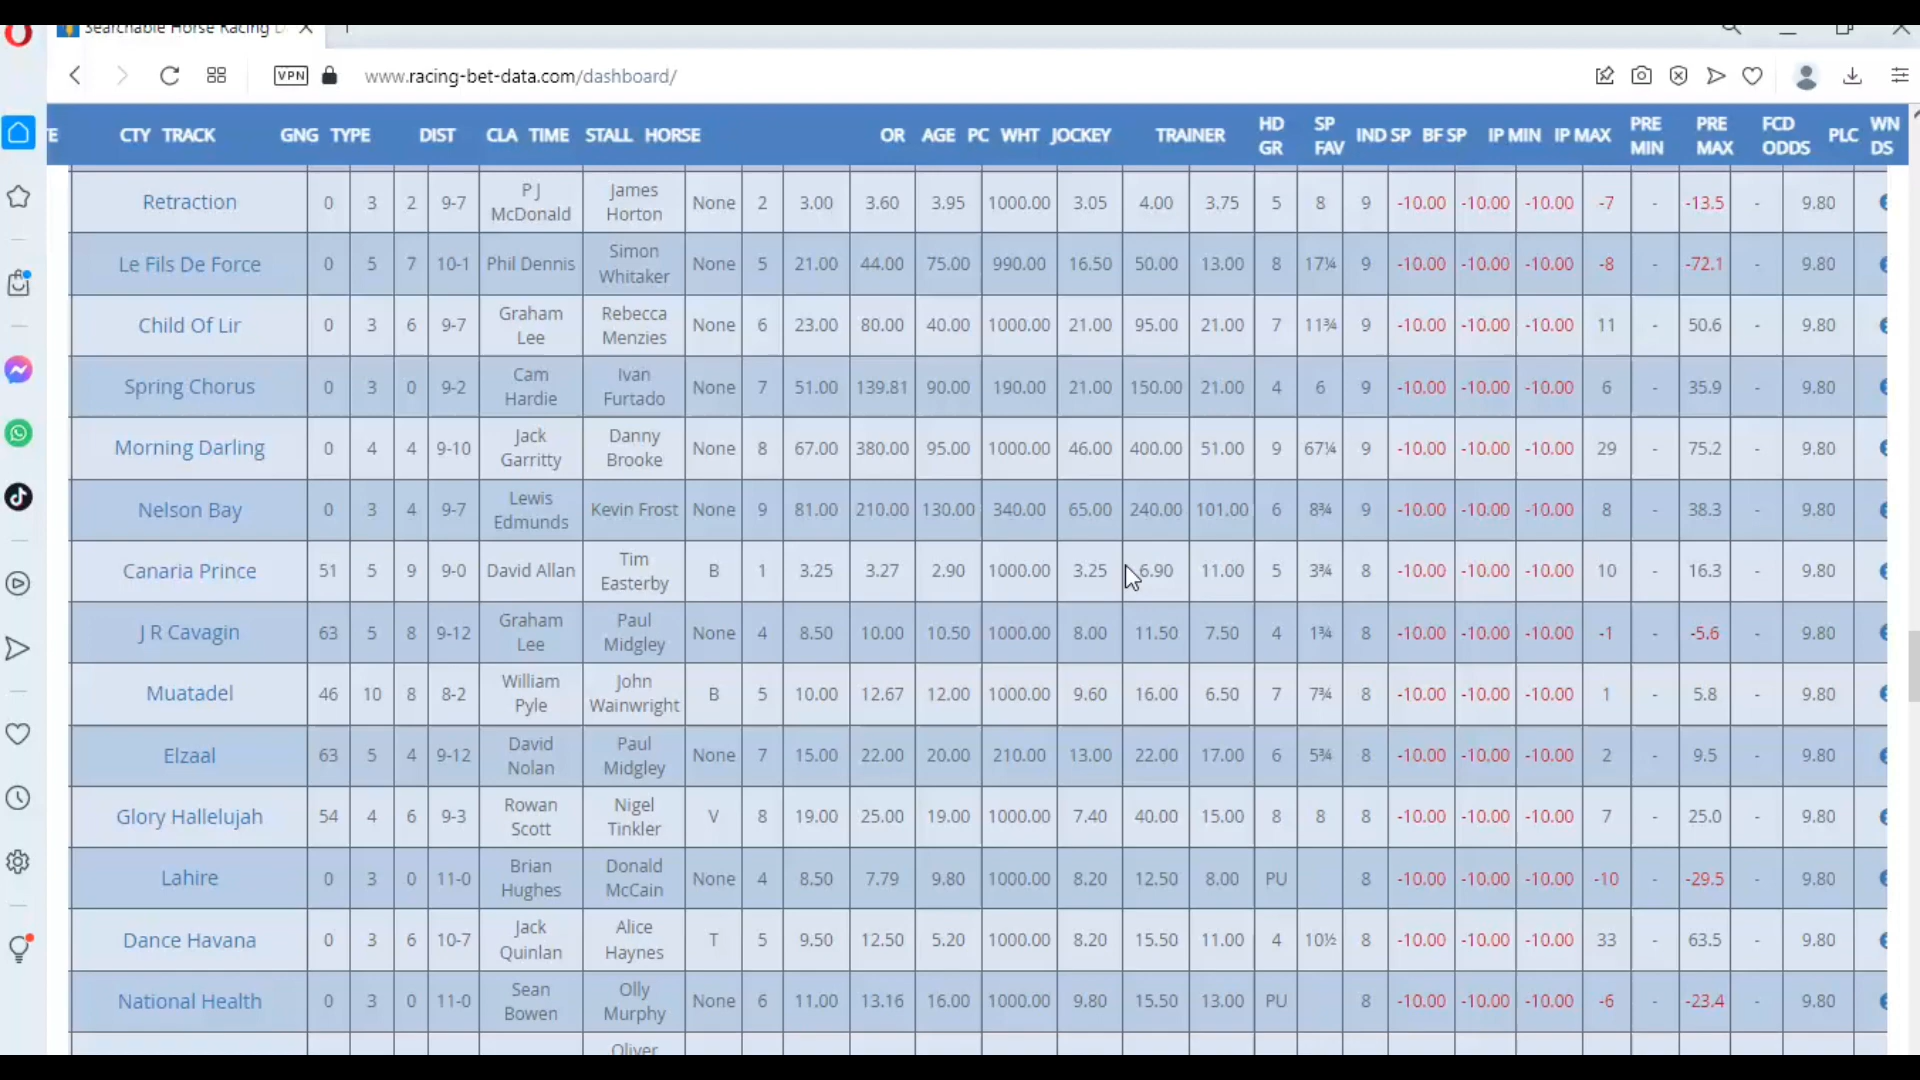 Searchable Horse Racing D
VPN
www.racing-bet-data.com/dashboard/
E CTY TRACK GNG TYPE DIST CLA TIME STALL HORSE OR AGE PC WHT JOCKEY TRAINER HD GR SP FAV IND SP BF SP IP MIN IP MAX PRE MIN PRE MAX FCD ODDS PLC WN DS
Retraction 0 3 2 9-7 P J McDonald James Horton None 2 3.00 3.60 3.95 1000.00 3.05 4.00 3.75 5 8 9 -10.00 -10.00 -10.00 -7 - -13.5 - 9.80
Le Fils De Force 0 5 7 10-1 Phil Dennis Simon Whitaker None 5 21.00 44.00 75.00 990.00 16.50 50.00 13.00 8 17¼ 9 -10.00 -10.00 -10.00 -8 - -72.1 - 9.80
Child Of Lir 0 3 6 9-7 Graham Lee Rebecca Menzies None 6 23.00 80.00 40.00 1000.00 21.00 95.00 21.00 7 11¾ 9 -10.00 -10.00 -10.00 11 - 50.6 - 9.80
Spring Chorus 0 3 0 9-2 Cam Hardie Ivan Furtado None 7 51.00 139.81 90.00 190.00 21.00 150.00 21.00 4 6 9 -10.00 -10.00 -10.00 6 - 35.9 - 9.80
Morning Darling 0 4 4 9-10 Jack Garritty Danny Brooke None 8 67.00 380.00 95.00 1000.00 46.00 400.00 51.00 9 67¼ 9 -10.00 -10.00 -10.00 29 - 75.2 - 9.80
Nelson Bay 0 3 4 9-7 Lewis Edmunds Kevin Frost None 9 81.00 210.00 130.00 340.00 65.00 240.00 101.00 6 8¾ 9 -10.00 -10.00 -10.00 8 - 38.3 - 9.80
Canaria Prince 51 5 9 9-0 David Allan Tim Easterby B 1 3.25 3.27 2.90 1000.00 3.25 6.90 11.00 5 3¾ 8 -10.00 -10.00 -10.00 10 - 16.3 - 9.80
J R Cavagin 63 5 8 9-12 Graham Lee Paul Midgley None 4 8.50 10.00 10.50 1000.00 8.00 11.50 7.50 4 1¾ 8 -10.00 -10.00 -10.00 -1 - -5.6 - 9.80
Muatadel 46 10 8 8-2 William Pyle John Wainwright B 5 10.00 12.67 12.00 1000.00 9.60 16.00 6.50 7 7¾ 8 -10.00 -10.00 -10.00 1 - 5.8 - 9.80
Elzaal 63 5 4 9-12 David Nolan Paul Midgley None 7 15.00 22.00 20.00 210.00 13.00 22.00 17.00 6 5¾ 8 -10.00 -10.00 -10.00 2 - 9.5 - 9.80
Glory Hallelujah 54 4 6 9-3 Rowan Scott Nigel Tinkler V 8 19.00 25.00 19.00 1000.00 7.40 40.00 15.00 8 8 8 -10.00 -10.00 -10.00 7 - 25.0 - 9.80
Lahire 0 3 0 11-0 Brian Hughes Donald McCain None 4 8.50 7.79 9.80 1000.00 8.20 12.50 8.00 PU 8 -10.00 -10.00 -10.00 -10 - -29.5 - 9.80
Dance Havana 0 3 6 10-7 Jack Quinlan Alice Haynes T 5 9.50 12.50 5.20 1000.00 8.20 15.50 11.00 4 10½ 8 -10.00 -10.00 -10.00 33 - 63.5 - 9.80
National Health 0 3 0 11-0 Sean Bowen Olly Murphy None 6 11.00 13.16 16.00 1000.00 9.80 15.50 13.00 PU 8 -10.00 -10.00 -10.00 -6 - -23.4 - 9.80
Oliver